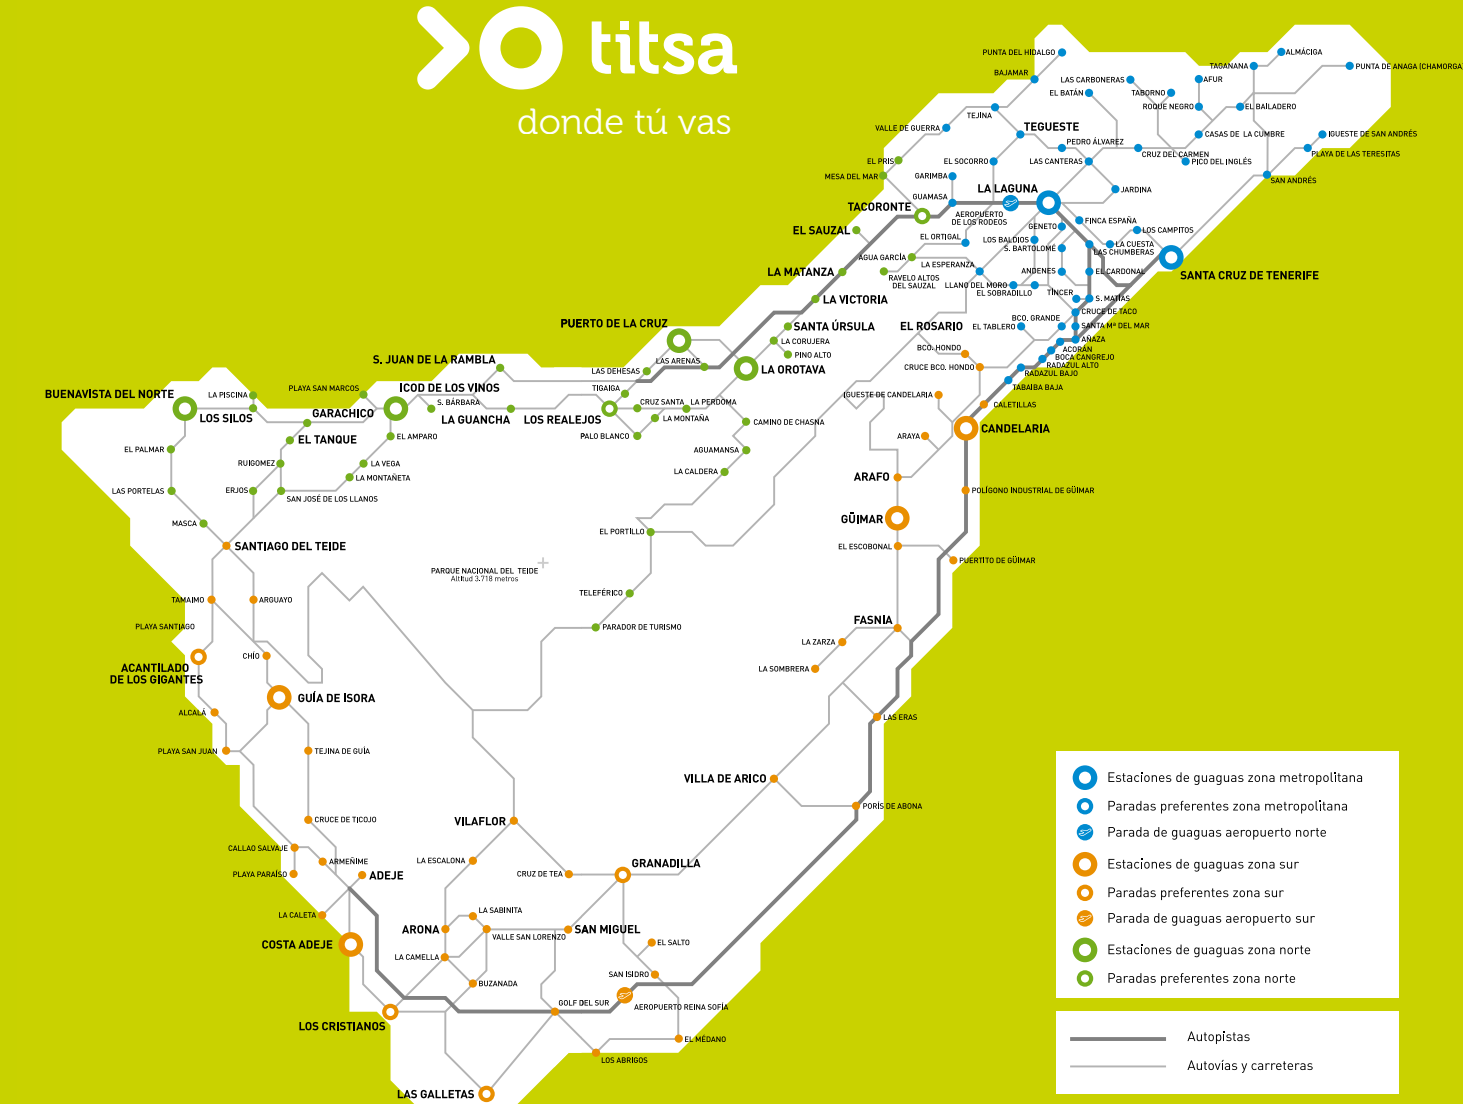 titsa
donde tú vas
PUNTA DEL HIDALGO
BAJAMAR
LAS CARBONERAS
EL BATÁN
TABORNO
AFUR
ROQUE NEGRO
TAGANANA
ALMÁCIGA
PUNTA DE ANAGA (CHAMORGA)
EL BAILADERO
TEJINA
VALLE DE GUERRA
TEGUESTE
PEDRO ÁLVAREZ
CASAS DE LA CUMBRE
IGUESTE DE SAN ANDRÉS
CRUZ DEL CARMEN
PLAYA DE LAS TERESITAS
EL PRIS
EL SOCORRO
LAS CANTERAS
PICO DEL INGLÉS
MESA DEL MAR
GARIMBA
SAN ANDRÉS
LA LAGUNA
JARDINA
GUAMASA
TACORONTE
AEROPUERTO
DE LOS RODEOS
FINCA ESPAÑA
GENETO
LOS CAMPITOS
EL SAUZAL
EL ORTIGAL
LOS BALDIOS
S. BARTOLOMÉ
LA CUESTA
LAS CHUMBERAS
AGUA GARCÍA
LA ESPERANZA
LA MATANZA
RAVELO ALTOS
DEL SAUZAL
ANDENES
EL CARDONAL
SANTA CRUZ DE TENERIFE
LLANO DEL MORO
EL SOBRADILLO
TÍNCER
S. MATÍAS
LA VICTORIA
CRUCE DE TACO
PUERTO DE LA CRUZ
SANTA ÚRSULA
EL ROSARIO
EL TABLERO
BCO. GRANDE
SANTA Mª DEL MAR
LA CORUJERA
AÑAZA
PINO ALTO
BCO. HONDO
ACORÁN
BOCA CANGREJO
S. JUAN DE LA RAMBLA
LAS ARENAS
LAS DEHESAS
LA OROTAVA
CRUCE BCO. HONDO
RADAZUL ALTO
RADAZUL BAJO
TABAIBA BAJA
BUENAVISTA DEL NORTE
LA PISCINA
PLAYA SAN MARCOS
ICOD DE LOS VINOS
TIGAIGA
IGUESTE DE CANDELARIA
CALETILLAS
S. BÁRBARA
CRUZ SANTA
LA PERDOMA
LOS SILOS
GARACHICO
LA GUANCHA
LOS REALEJOS
LA MONTAÑA
CAMINO DE CHASNA
CANDELARIA
EL TANQUE
EL AMPARO
PALO BLANCO
ARAYA
EL PALMAR
AGUAMANSA
RUIGOMEZ
LA VEGA
LA CALDERA
LA MONTAÑETA
ARAFO
LAS PORTELAS
ERJOS
SAN JOSÉ DE LOS LLANOS
POLÍGONO INDUSTRIAL DE GÜIMAR
MASCA
GÜIMAR
EL PORTILLO
SANTIAGO DEL TEIDE
EL ESCOBONAL
PUERTITO DE GÜIMAR
PARQUE NACIONAL DEL TEIDE
Altitud 3.718 metros
TELEFÉRICO
TAMAIMO
ARGUAYO
PLAYA SANTIAGO
PARADOR DE TURISMO
FASNIA
LA ZARZA
CHÍO
ACANTILADO
DE LOS GIGANTES
LA SOMBRERA
GUÍA DE ISORA
ALCALÁ
LAS ERAS
PLAYA SAN JUAN
TEJINA DE GUÍA
VILLA DE ARICO
PORÍS DE ABONA
CRUCE DE TICOJO
VILAFLOR
CALLAO SALVAJE
ARMEÑIME
LA ESCALONA
GRANADILLA
PLAYA PARAÍSO
ADEJE
CRUZ DE TEA
LA CALETA
LA SABINITA
ARONA
VALLE SAN LORENZO
SAN MIGUEL
COSTA ADEJE
EL SALTO
LA CAMELLA
SAN ISIDRO
BUZANADA
GOLF DEL SUR
AEROPUERTO REINA SOFÍA
LOS CRISTIANOS
EL MÉDANO
LOS ABRIGOS
LAS GALLETAS
Estaciones de guaguas zona metropolitana
Paradas preferentes zona metropolitana
Parada de guaguas aeropuerto norte
Estaciones de guaguas zona sur
Paradas preferentes zona sur
Parada de guaguas aeropuerto sur
Estaciones de guaguas zona norte
Paradas preferentes zona norte
Autopistas
Autovías y carreteras